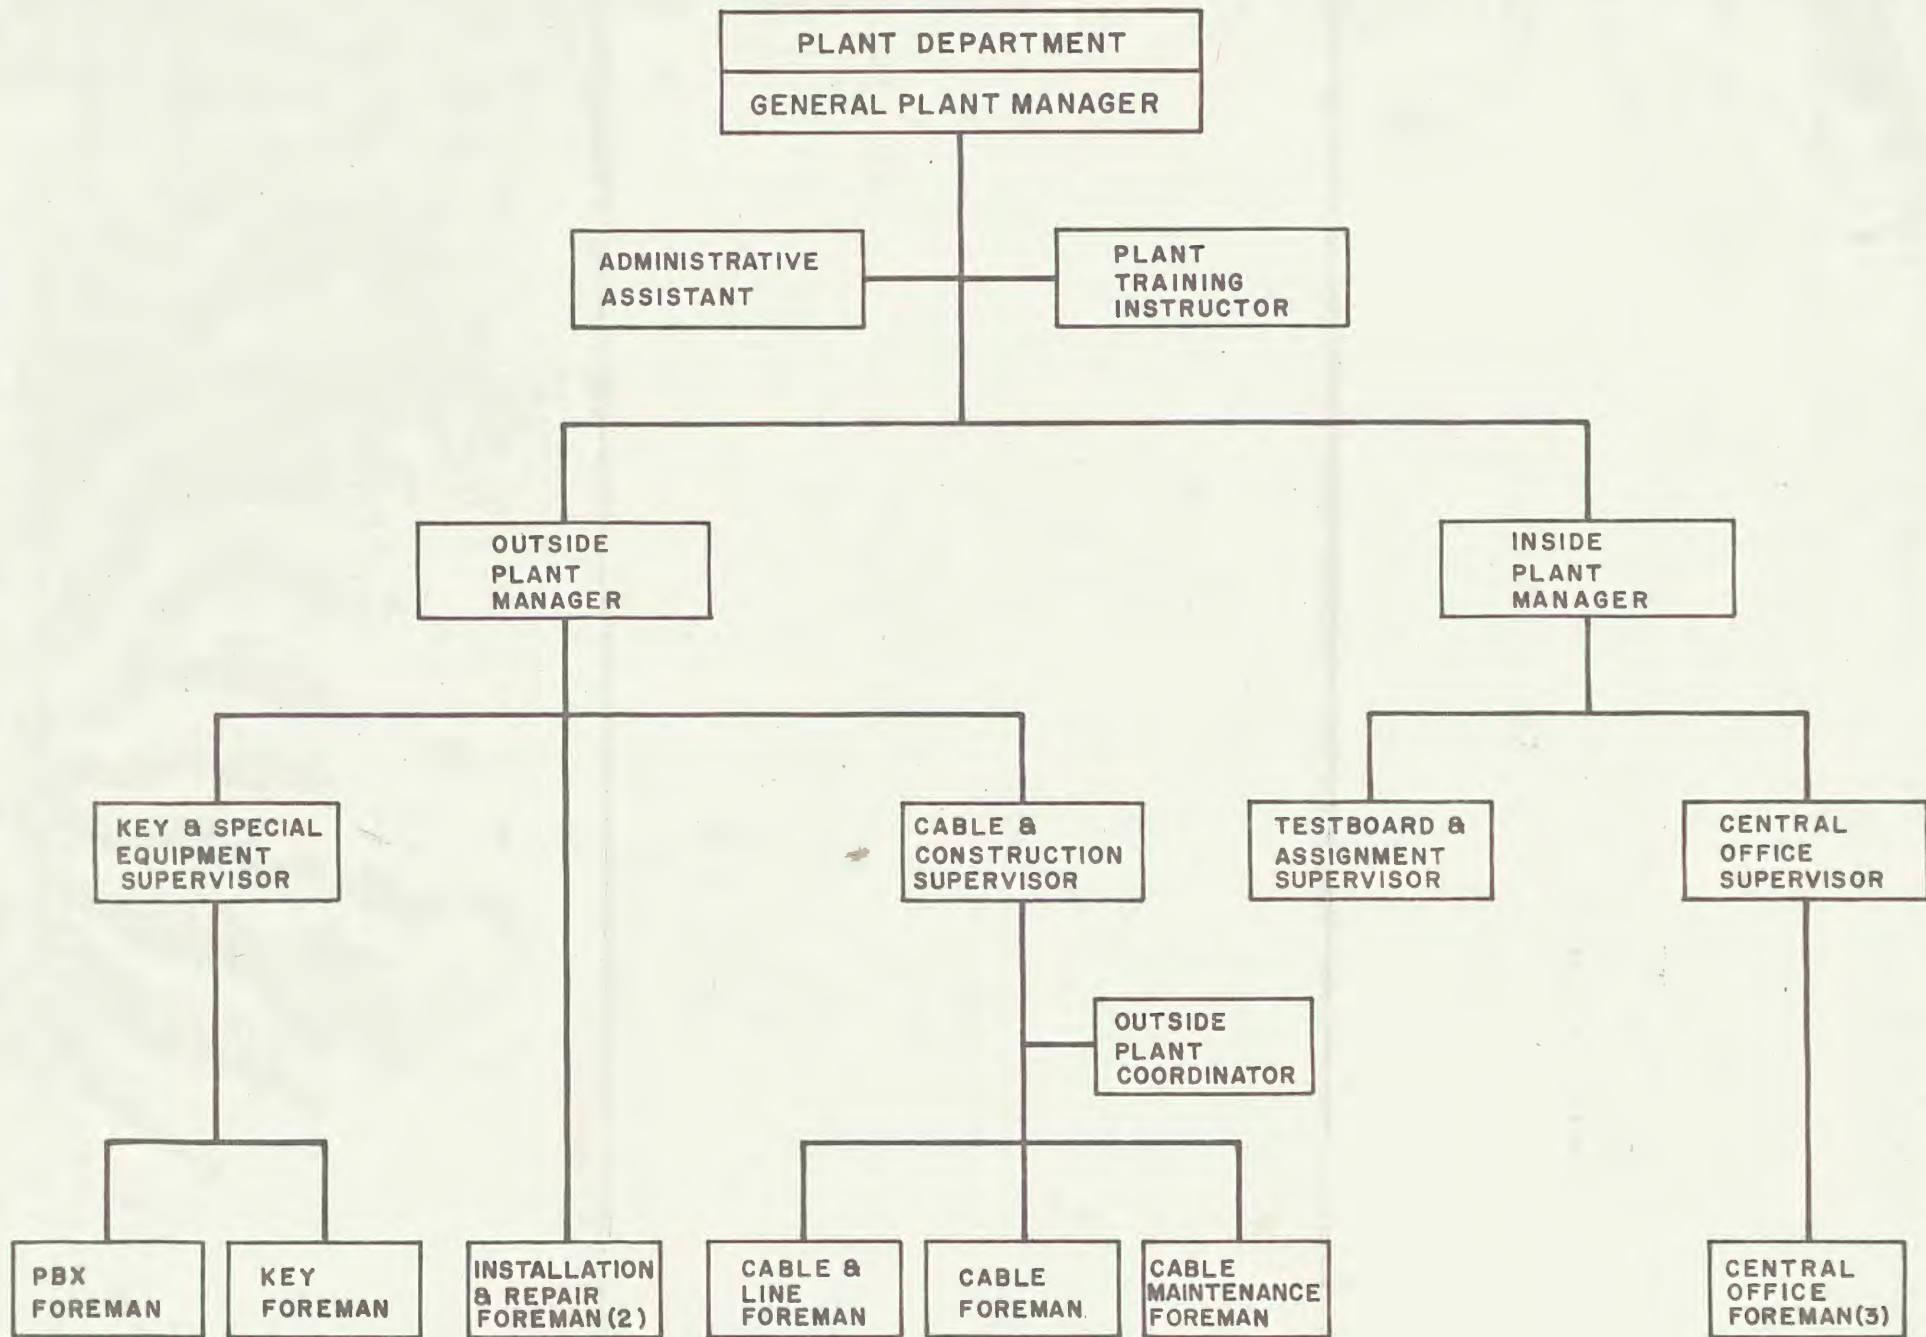 PLANT DEPARTMENT
GENERAL PLANT MANAGER
ADMINISTRATIVE
ASSISTANT
PLANT
TRAINING
INSTRUCTOR
OUTSIDE
PLANT
MANAGER
INSIDE
PLANT
MANAGER
KEY & SPECIAL
EQUIPMENT
SUPERVISOR
CABLE &
CONSTRUCTION
SUPERVISOR
TESTBOARD &
ASSIGNMENT
SUPERVISOR
CENTRAL
OFFICE
SUPERVISOR
OUTSIDE
PLANT
COORDINATOR
PBX
FOREMAN
KEY
FOREMAN
INSTALLATION
& REPAIR
FOREMAN (2)
CABLE &
LINE
FOREMAN
CABLE
FOREMAN
CABLE
MAINTENANCE
FOREMAN
CENTRAL
OFFICE
FOREMAN(3)